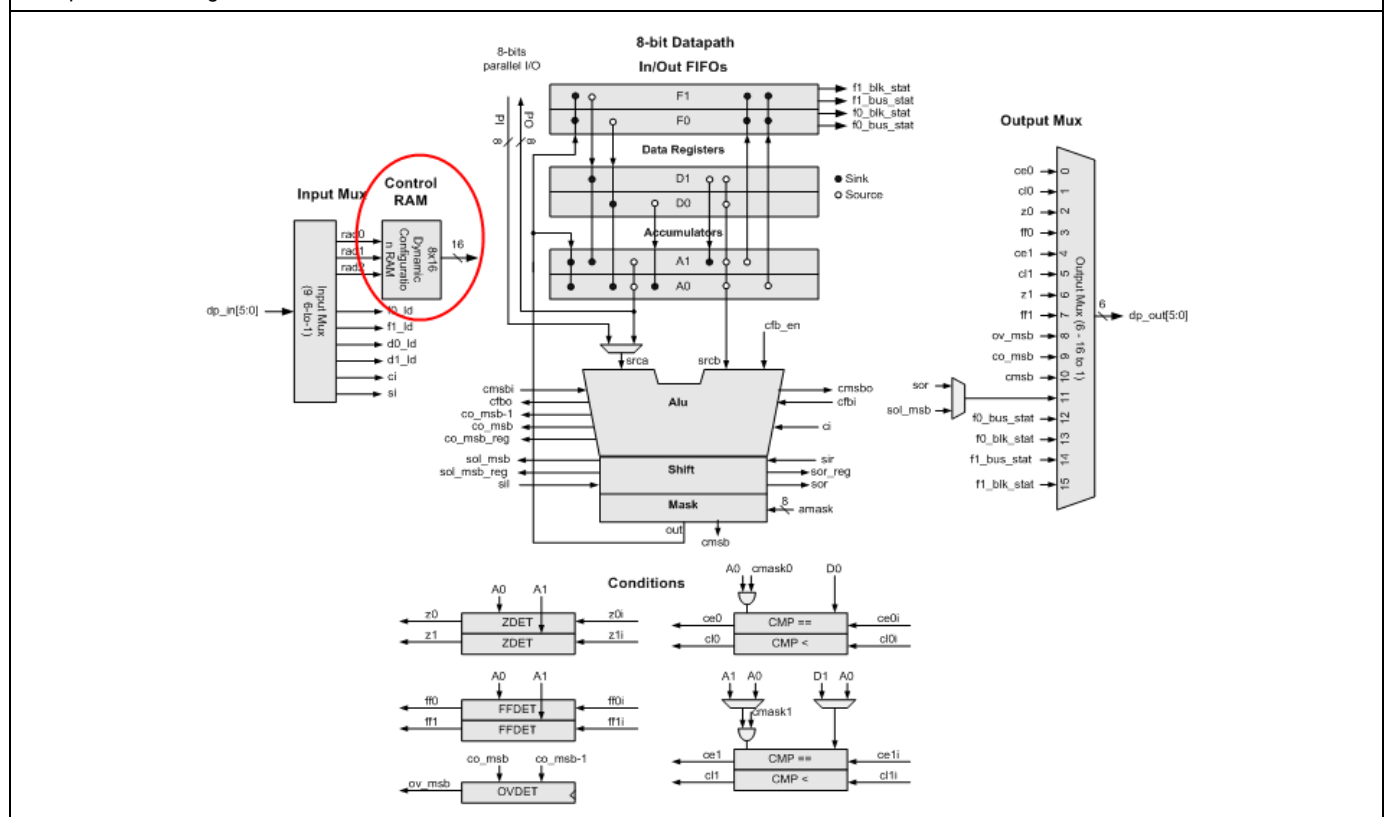 8-bit Datapath
8-bits
parallel I/O
In/Out FIFOs
F1
F0
f1_blk_stat
f1_bus_stat
f0_blk_stat
f0_bus_stat
PI
PO
8
8
Data Registers
D1
D0
Sink
Source
Accumulators
A1
A0
Input Mux
Control
RAM
rad0
rad1
rad2
8x16
Dynamic
Configuratio
n RAM
16
dp_in[5:0]
Input Mux
(9 6-to-1)
f0_ld
f1_ld
d0_ld
d1_ld
ci
si
cfb_en
srca
srcb
Alu
cmsbi
cfbo
co_msb-1
co_msb
co_msb_reg
cmsbo
cfbi
ci
Shift
sol_msb
sol_msb_reg
sil
sir
sor_reg
sor
Mask
8
amask
out
cmsb
Output Mux
ce0
cl0
z0
ff0
ce1
cl1
z1
ff1
ov_msb
co_msb
cmsb
sor
sol_msb
f0_bus_stat
f0_blk_stat
f1_bus_stat
f1_blk_stat
0
1
2
3
4
5
6
7
8
9
10
11
12
13
14
15
Output Mux (6 - 16 to 1)
6
dp_out[5:0]
Conditions
A0
A1
z0
ZDET
z0i
z1
ZDET
z1i
A0
A1
ff0
FFDET
ff0i
ff1
FFDET
ff1i
co_msb
co_msb-1
ov_msb
OVDET
A0
cmask0
D0
ce0
CMP ==
ce0i
cl0
CMP <
cl0i
A1
A0
D1
A0
cmask1
ce1
CMP ==
ce1i
cl1
CMP <
cl1i